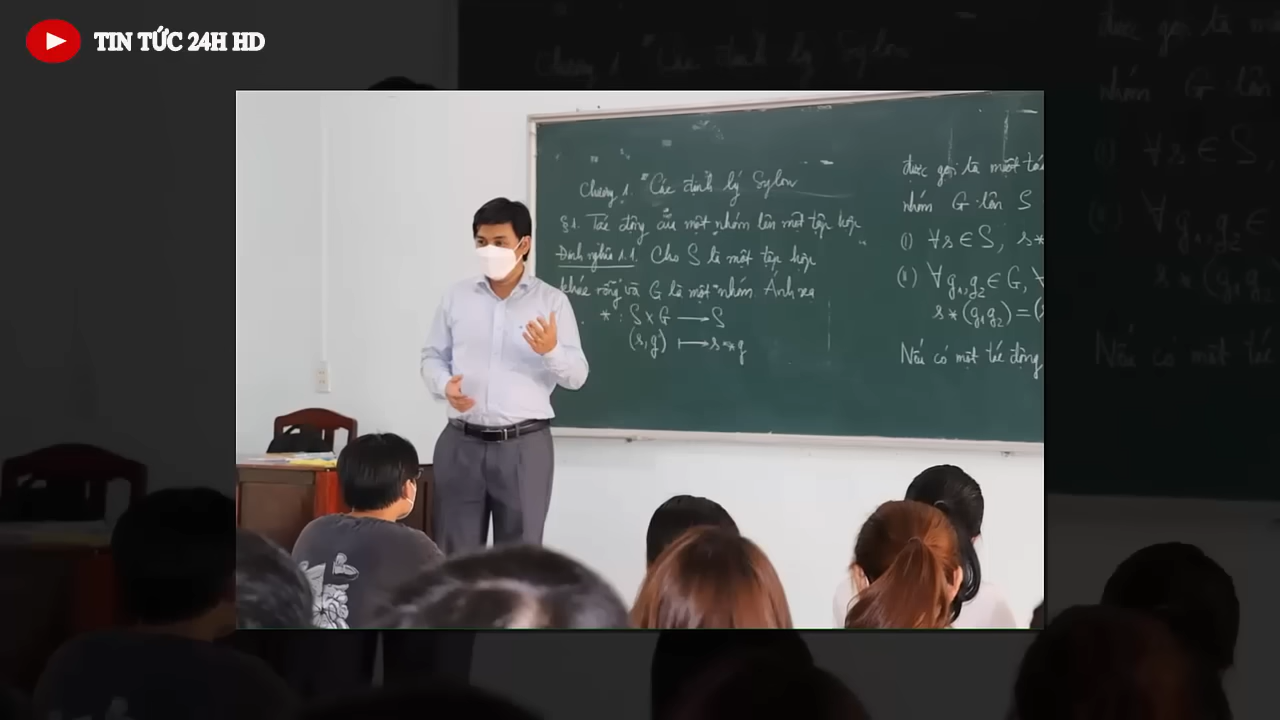 TIN TỨC 24H HD
Chương 1. "Các định lý Sylow
§1. Tác động của một nhóm lên một tập hợp
Định nghĩa 1.1. Cho S là một tập hợp
khác rỗng và G là một nhóm. Ánh xạ
* : S x G → S
(s,g) ↦ s*g
được gọi là một tác
nhóm G lên S
(i) ∀s ∈ S, s*
(ii) ∀ g₁,g₂ ∈ G, ∀
s*(g₁g₂) = (
Nếu có một tác động